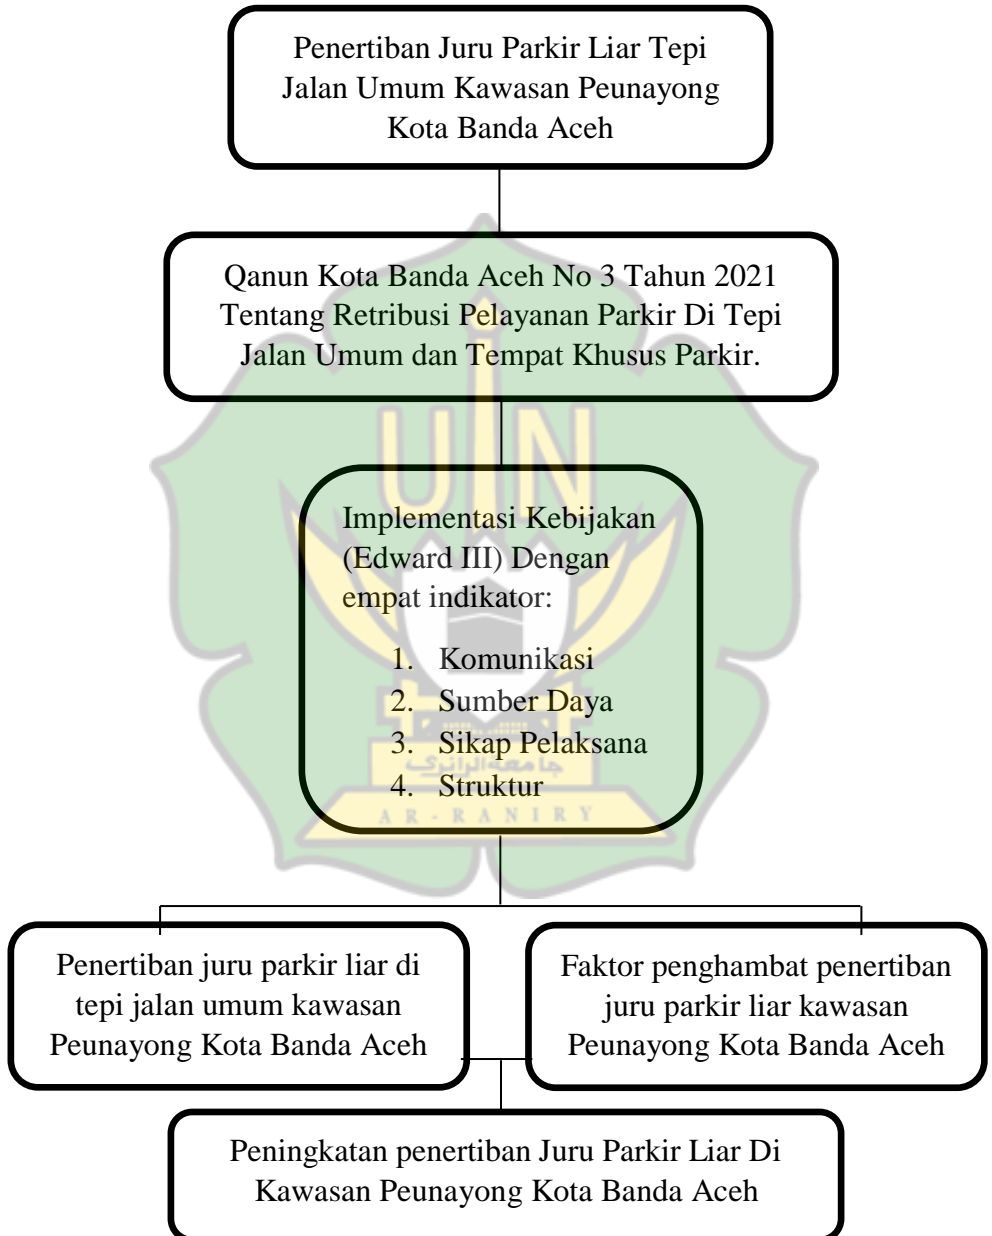 Penertiban Juru Parkir Liar Tepi
Jalan Umum Kawasan Peunayong
Kota Banda Aceh
Qanun Kota Banda Aceh No 3 Tahun 2021
Tentang Retribusi Pelayanan Parkir Di Tepi
Jalan Umum dan Tempat Khusus Parkir.
UIN
Implementasi Kebijakan
(Edward III) Dengan
empat indikator:
1. Komunikasi
2. Sumber Daya
3. Sikap Pelaksana
جامعة الرانري
4. Struktur
AR-RANIRY
Penertiban juru parkir liar di
tepi jalan umum kawasan
Peunayong Kota Banda Aceh
Faktor penghambat penertiban
juru parkir liar kawasan
Peunayong Kota Banda Aceh
Peningkatan penertiban Juru Parkir Liar Di
Kawasan Peunayong Kota Banda Aceh